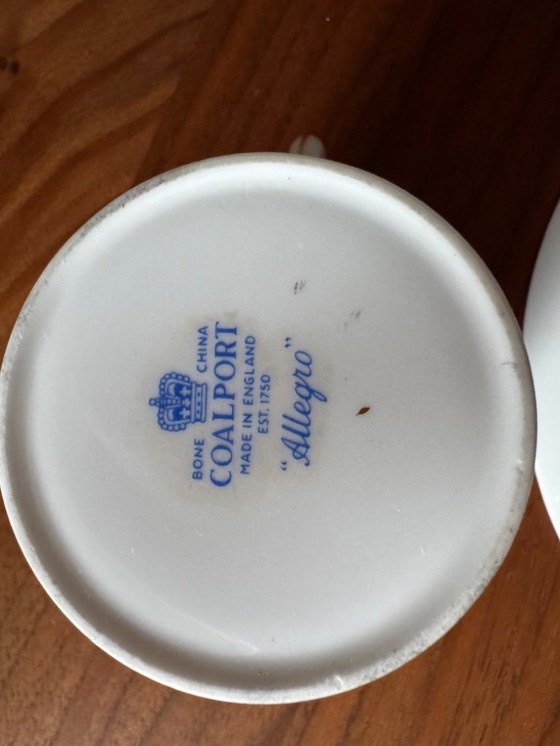 BONE CHINA
COALPORT
MADE IN ENGLAND
EST. 1750
"Allegro"